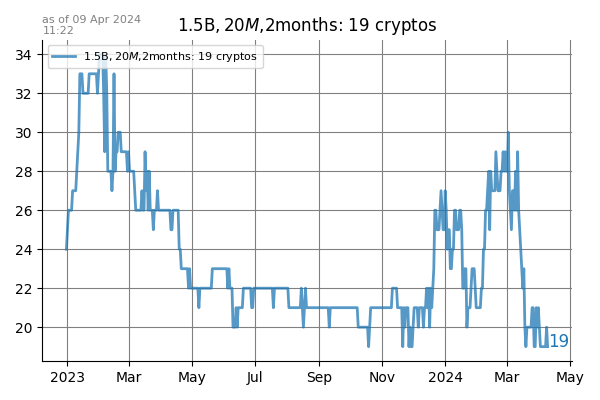 as of 09 Apr 2024
11:22
1.5B, 20M,2months: 19 cryptos
1.5B, 20M,2months: 19 cryptos
34
32
30
28
26
24
22
20
19
2023 Mar May Jul Sep Nov 2024 Mar May